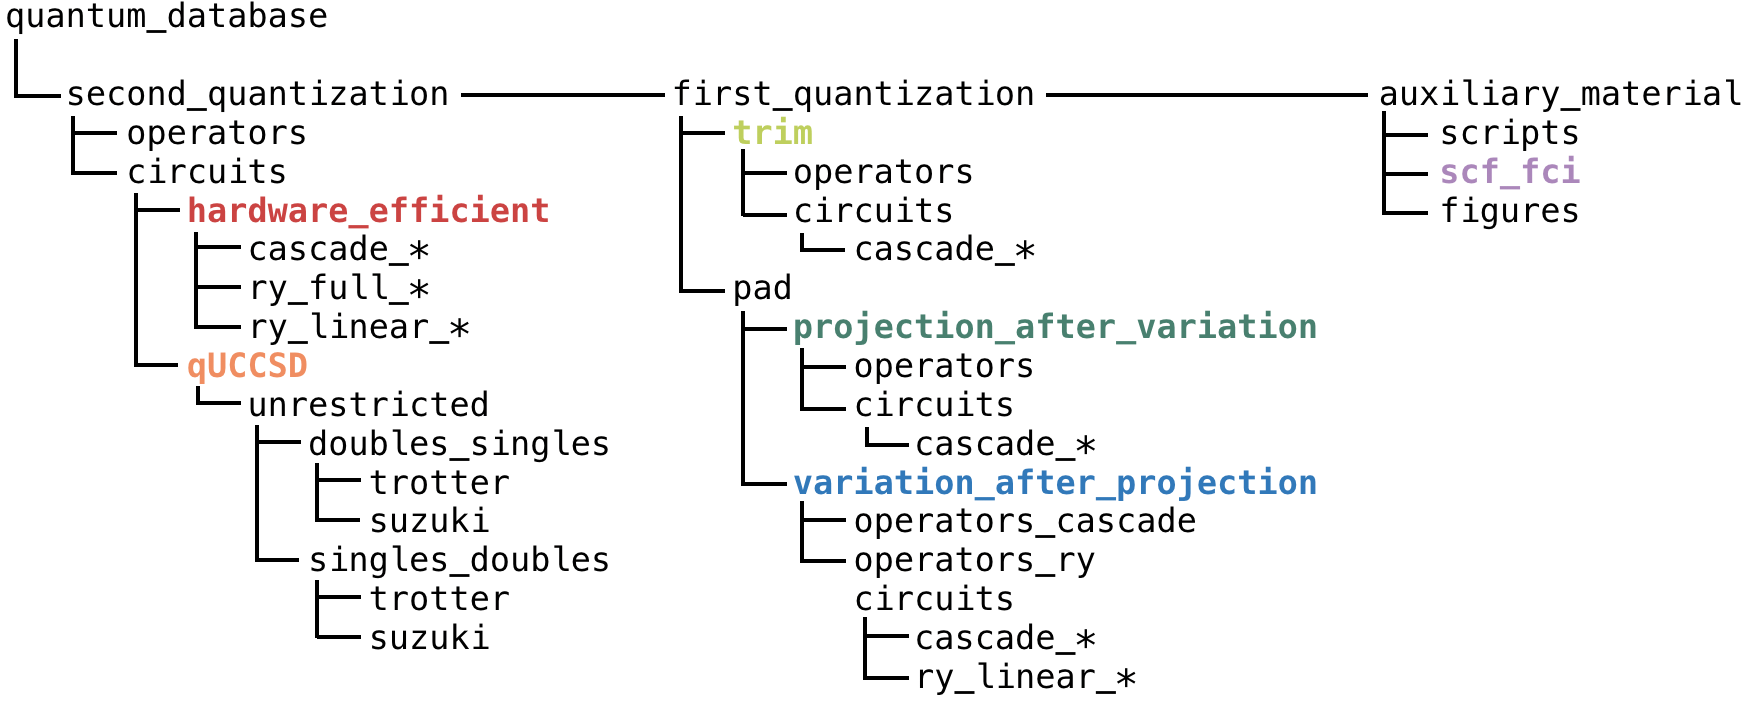 quantum_database
second_quantization
operators
circuits
hardware_efficient
cascade_*
ry_full_*
ry_linear_*
qUCCSD
unrestricted
doubles_singles
trotter
suzuki
singles_doubles
trotter
suzuki
first_quantization
trim
operators
circuits
cascade_*
pad
projection_after_variation
operators
circuits
cascade_*
variation_after_projection
operators_cascade
operators_ry
circuits
cascade_*
ry_linear_*
auxiliary_material
scripts
scf_fci
figures